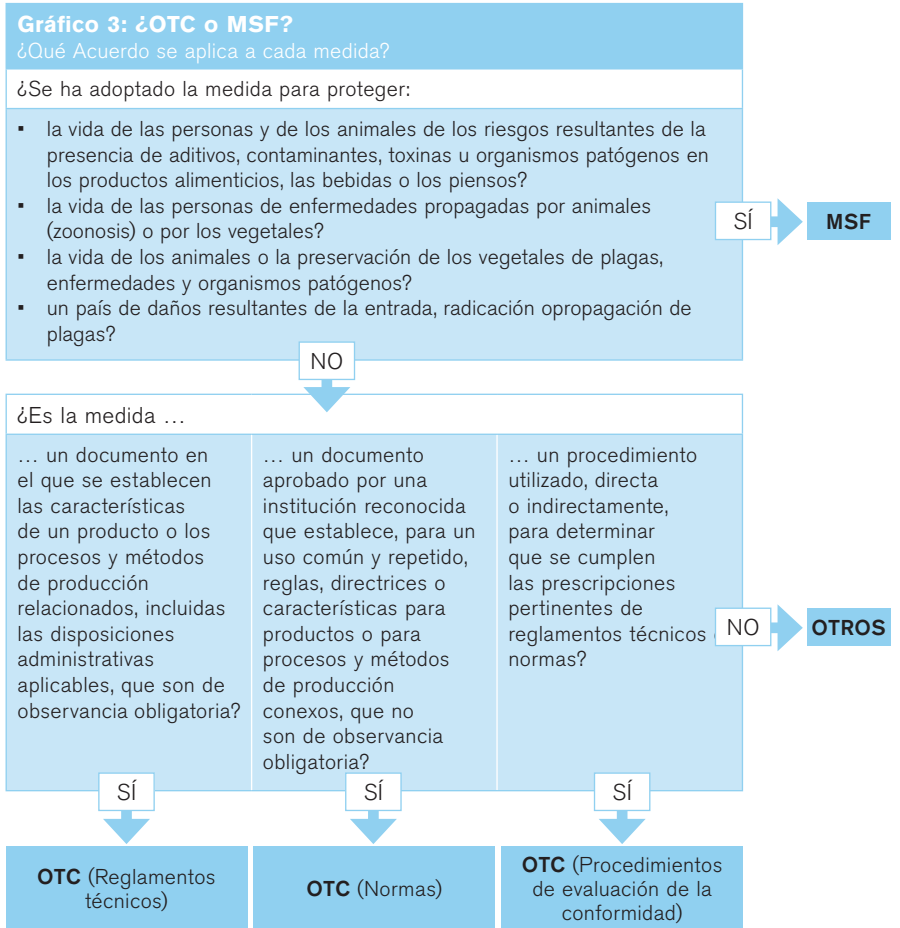 Gráfico 3: ¿OTC o MSF?
¿Qué Acuerdo se aplica a cada medida?
¿Se ha adoptado la medida para proteger:
▪ la vida de las personas y de los animales de los riesgos resultantes de la
presencia de aditivos, contaminantes, toxinas u organismos patógenos en
los productos alimenticios, las bebidas o los piensos?
▪ la vida de las personas de enfermedades propagadas por animales
(zoonosis) o por los vegetales?
▪ la vida de los animales o la preservación de los vegetales de plagas,
enfermedades y organismos patógenos?
▪ un país de daños resultantes de la entrada, radicación opropagación de
plagas?
SÍ
MSF
NO
¿Es la medida …
… un documento en
el que se establecen
las características
de un producto o los
procesos y métodos
de producción
relacionados, incluidas
las disposiciones
administrativas
aplicables, que son de
observancia obligatoria?
… un documento
aprobado por una
institución reconocida
que establece, para un
uso común y repetido,
reglas, directrices o
características para
productos o para
procesos y métodos
de producción
conexos, que no
son de observancia
obligatoria?
… un procedimiento
utilizado, directa
o indirectamente,
para determinar
que se cumplen
las prescripciones
pertinentes de
reglamentos técnicos
normas?
NO
OTROS
SÍ
SÍ
SÍ
OTC (Reglamentos
técnicos)
OTC (Normas)
OTC (Procedimientos
de evaluación de la
conformidad)